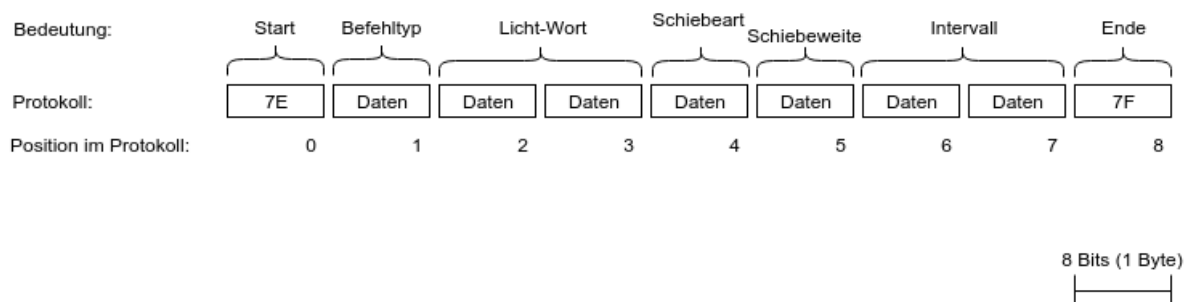 Bedeutung: Start Befehltyp Licht-Wort Schiebeart Schiebeweite Intervall Ende
Protokoll: 7E Daten Daten Daten Daten Daten Daten Daten 7F
Position im Protokoll: 0 1 2 3 4 5 6 7 8
8 Bits (1 Byte)